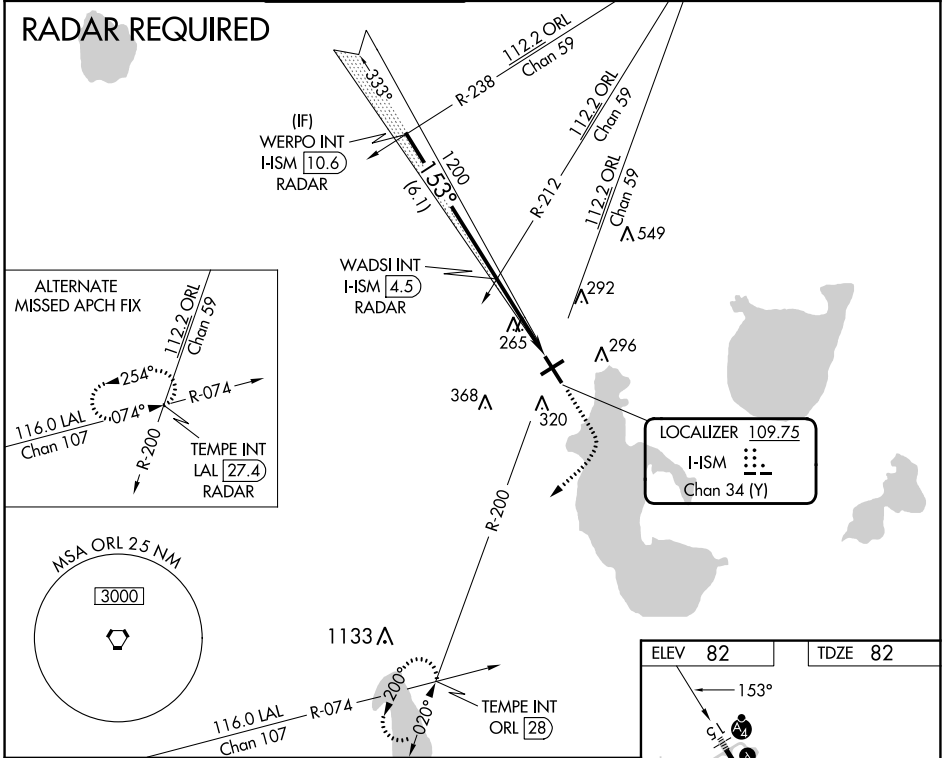 RADAR REQUIRED
112.2 ORL
Chan 59
R-238
333°
(IF)
WERPO INT
I-ISM 10.6
RADAR
1200
153°
(6.1)
112.2 ORL
Chan 59
R-212
112.2 ORL
Chan 59
549
WADSI INT
I-ISM 4.5
RADAR
292
265
296
368
320
ALTERNATE
MISSED APCH FIX
112.2 ORL
Chan 59
254°
074°
R-074
116.0 LAL
Chan 107
R-200
TEMPE INT
LAL 27.4
RADAR
LOCALIZER 109.75
I-ISM
Chan 34 (Y)
R-200
MSA ORL 25 NM
3000
1133
200°
020°
116.0 LAL
Chan 107
R-074
TEMPE INT
ORL 28
ELEV 82
TDZE 82
153°
15
A4